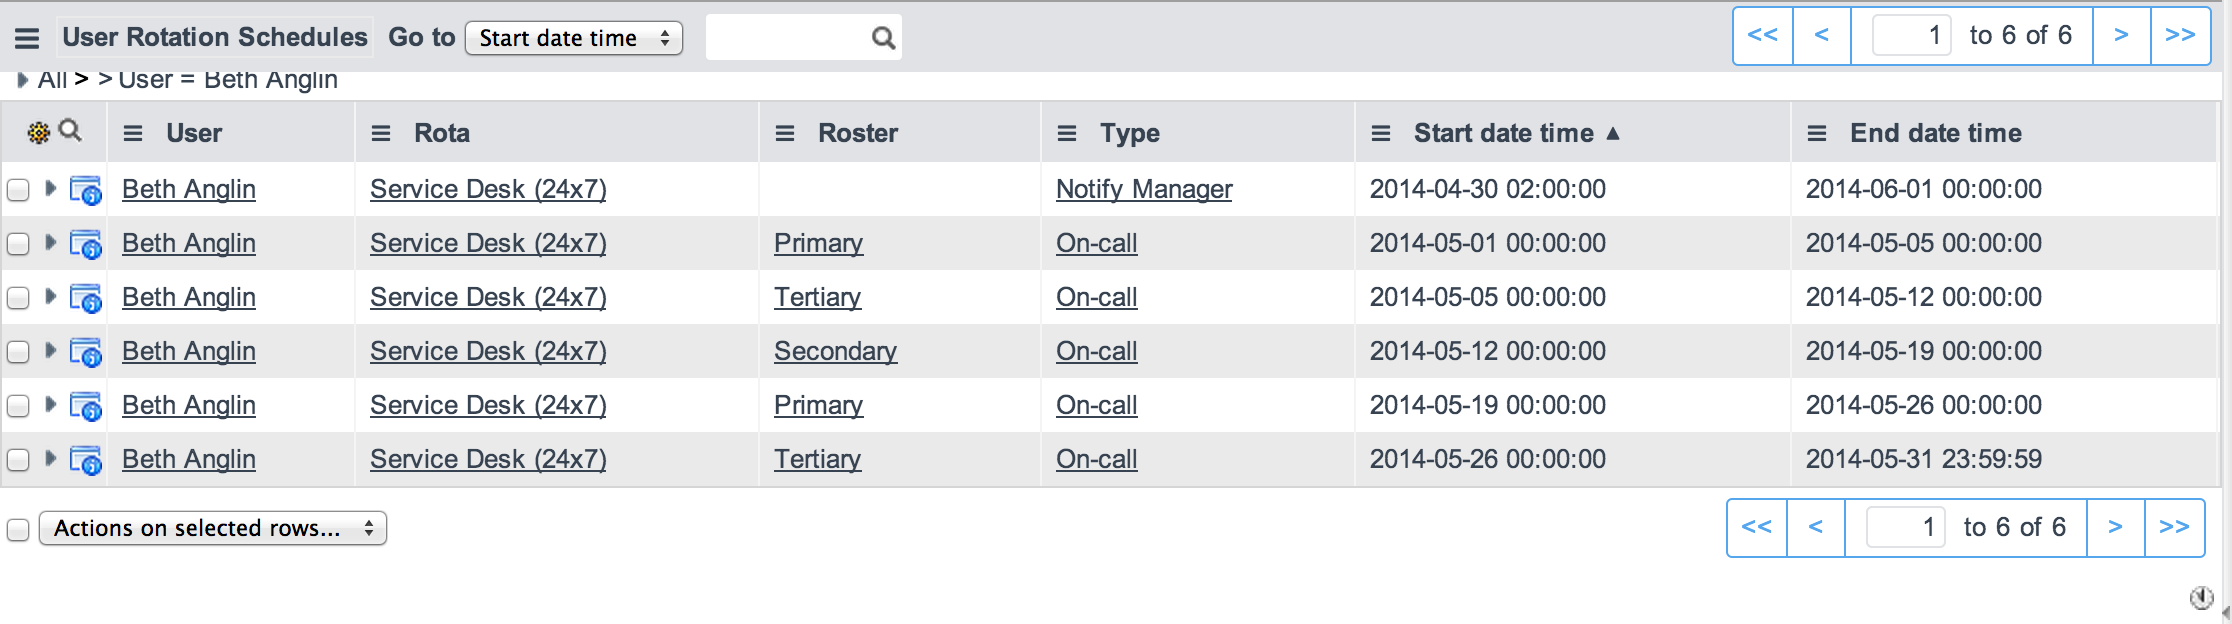 User Rotation Schedules Go to Start date time << < 1 to 6 of 6 > >>
All > > User = Beth Anglin
User Rota Roster Type Start date time ▲ End date time
Beth Anglin Service Desk (24x7) Notify Manager 2014-04-30 02:00:00 2014-06-01 00:00:00
Beth Anglin Service Desk (24x7) Primary On-call 2014-05-01 00:00:00 2014-05-05 00:00:00
Beth Anglin Service Desk (24x7) Tertiary On-call 2014-05-05 00:00:00 2014-05-12 00:00:00
Beth Anglin Service Desk (24x7) Secondary On-call 2014-05-12 00:00:00 2014-05-19 00:00:00
Beth Anglin Service Desk (24x7) Primary On-call 2014-05-19 00:00:00 2014-05-26 00:00:00
Beth Anglin Service Desk (24x7) Tertiary On-call 2014-05-26 00:00:00 2014-05-31 23:59:59
Actions on selected rows... << < 1 to 6 of 6 > >>